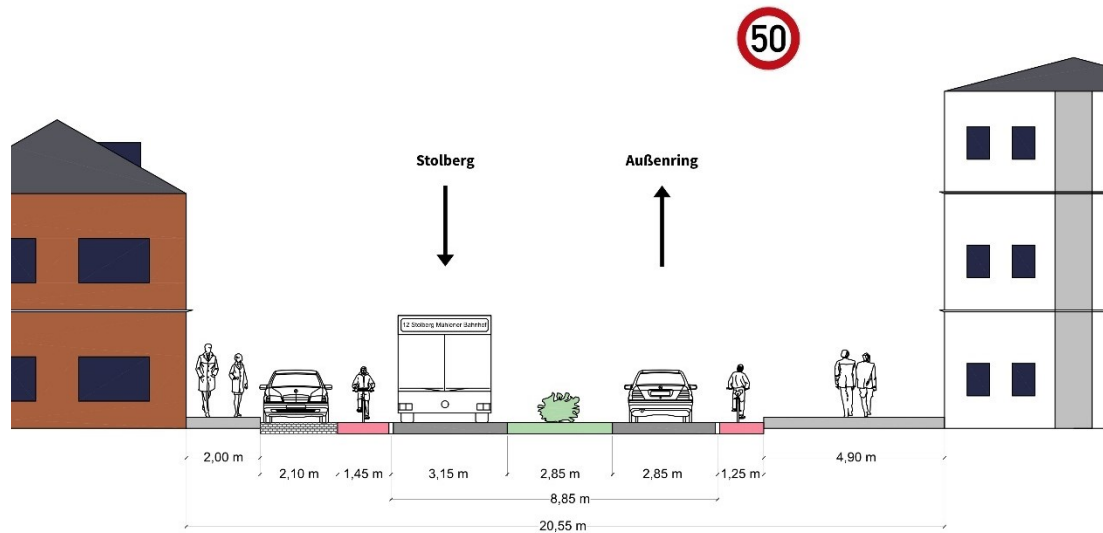 50
Stolberg
Außenring
12 Stolberg Mühlener Bahnhof
2,00 m
2,10 m
1,45 m
3,15 m
2,85 m
2,85 m
1,25 m
4,90 m
8,85 m
20,55 m